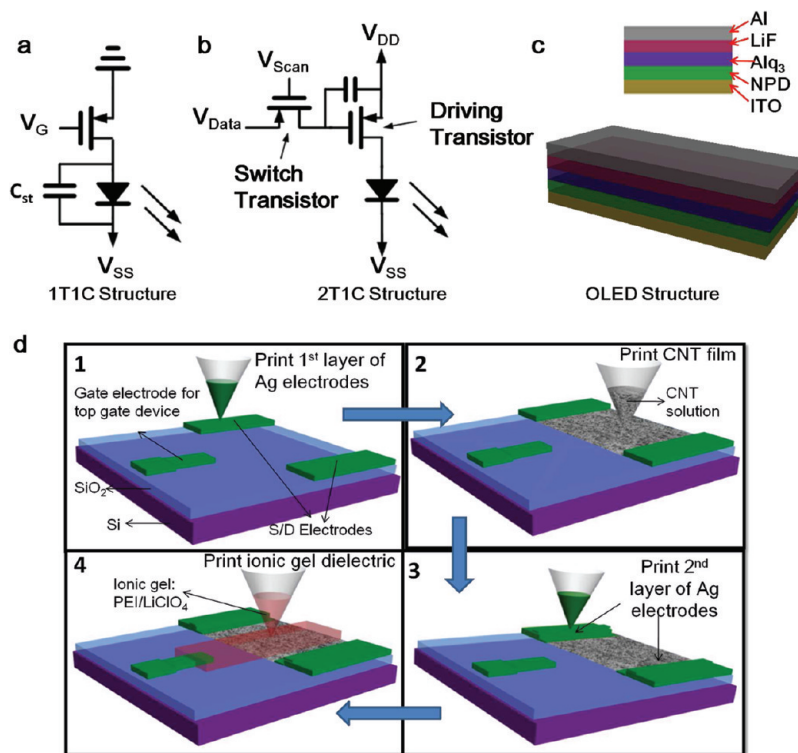 a
V_G
C_st
V_SS
1T1C Structure
b
V_DD
V_Scan
V_Data
Driving
Transistor
Switch
Transistor
V_SS
2T1C Structure
c
Al
LiF
Alq₃
NPD
ITO
OLED Structure
d
1
Print 1ˢᵗ layer of
Ag electrodes
Gate electrode for
top gate device
SiO₂
Si
S/D Electrodes
2
Print CNT film
CNT
solution
4
Print ionic gel dielectric
Ionic gel:
PEI/LiClO₄
3
Print 2ⁿᵈ
layer of Ag
electrodes